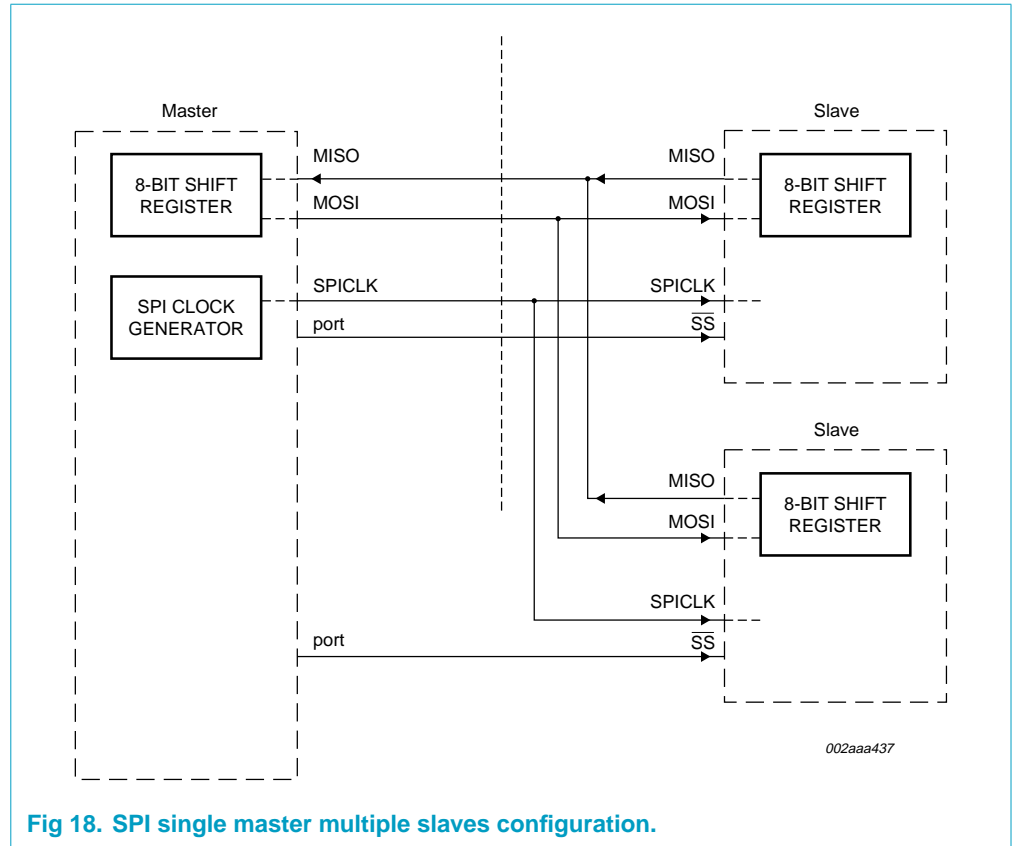 Master
Slave
MISO
MISO
8-BIT SHIFT
REGISTER
8-BIT SHIFT
REGISTER
MOSI
MOSI
SPICLK
SPICLK
SPI CLOCK
GENERATOR
port
S̅S̅
Slave
MISO
8-BIT SHIFT
REGISTER
MOSI
SPICLK
port
S̅S̅
002aaa437
Fig 18. SPI single master multiple slaves configuration.